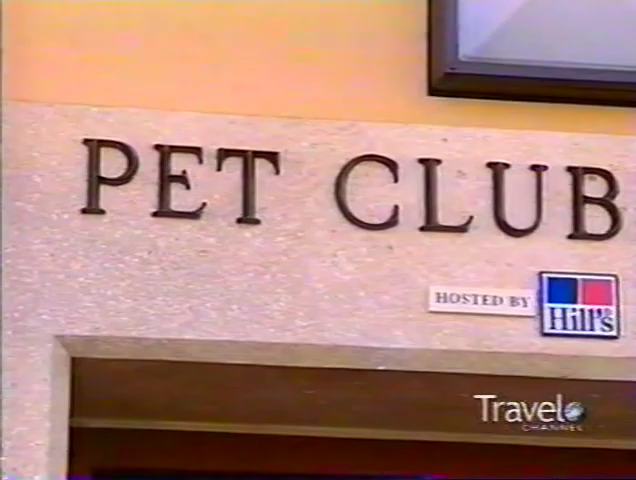 PET CLUB
HOSTED BY
Hill's
Travel
CHANNEL